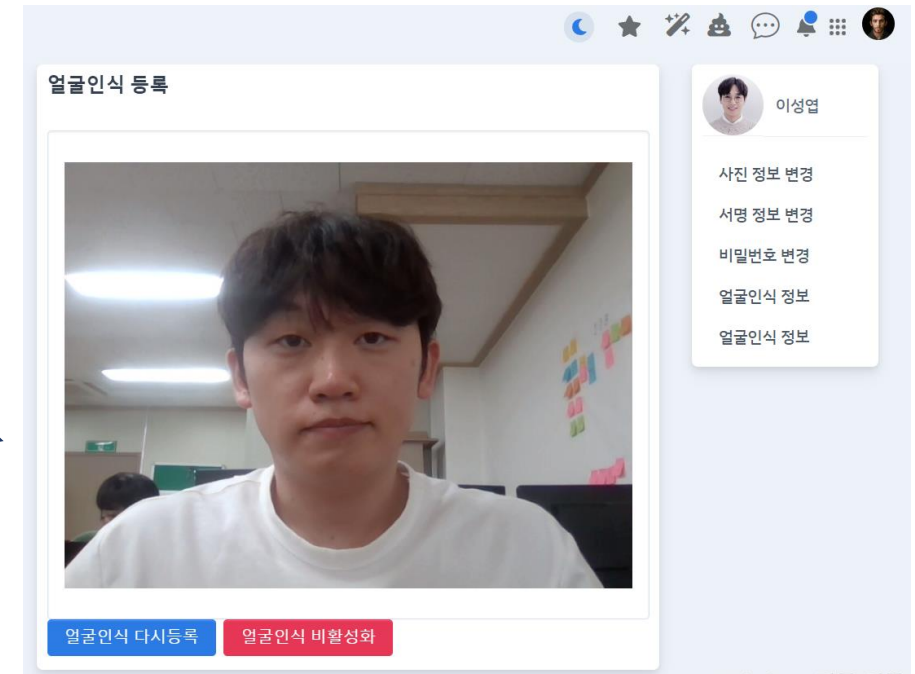 얼굴인식 등록
이성엽
사진 정보 변경
서명 정보 변경
비밀번호 변경
얼굴인식 정보
얼굴인식 정보
얼굴인식 다시등록
얼굴인식 비활성화